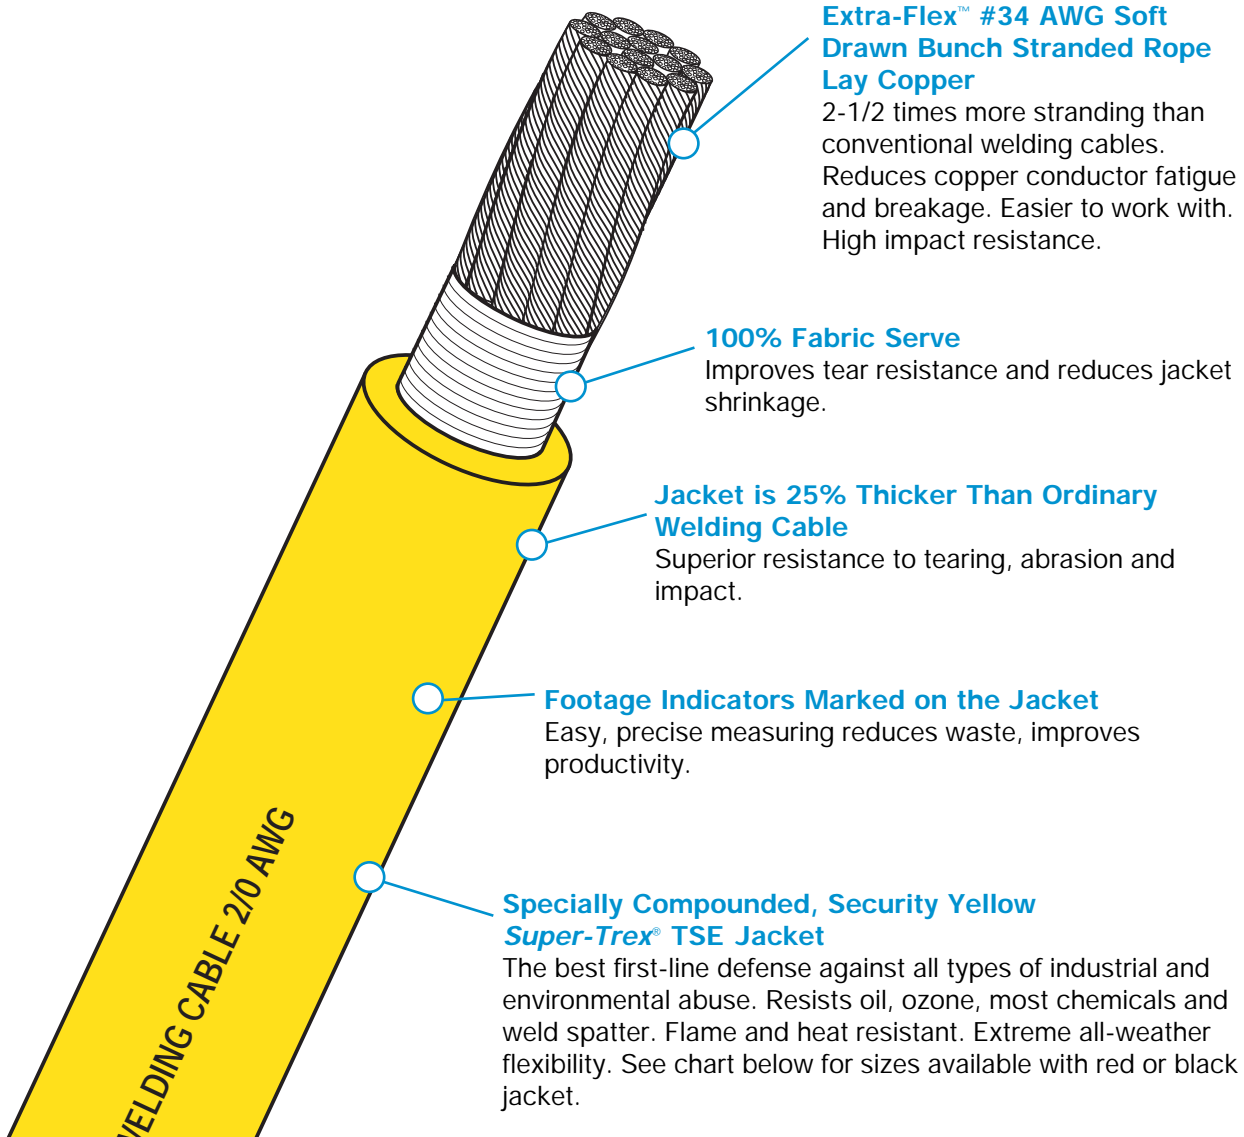 Extra-Flex™ #34 AWG Soft
Drawn Bunch Stranded Rope
Lay Copper
2-1/2 times more stranding than
conventional welding cables.
Reduces copper conductor fatigue
and breakage. Easier to work with.
High impact resistance.
100% Fabric Serve
Improves tear resistance and reduces jacket
shrinkage.
Jacket is 25% Thicker Than Ordinary
Welding Cable
Superior resistance to tearing, abrasion and
impact.
Footage Indicators Marked on the Jacket
Easy, precise measuring reduces waste, improves
productivity.
WELDING CABLE 2/0 AWG
Specially Compounded, Security Yellow
Super-Trex® TSE Jacket
The best first-line defense against all types of industrial and
environmental abuse. Resists oil, ozone, most chemicals and
weld spatter. Flame and heat resistant. Extreme all-weather
flexibility. See chart below for sizes available with red or black
jacket.